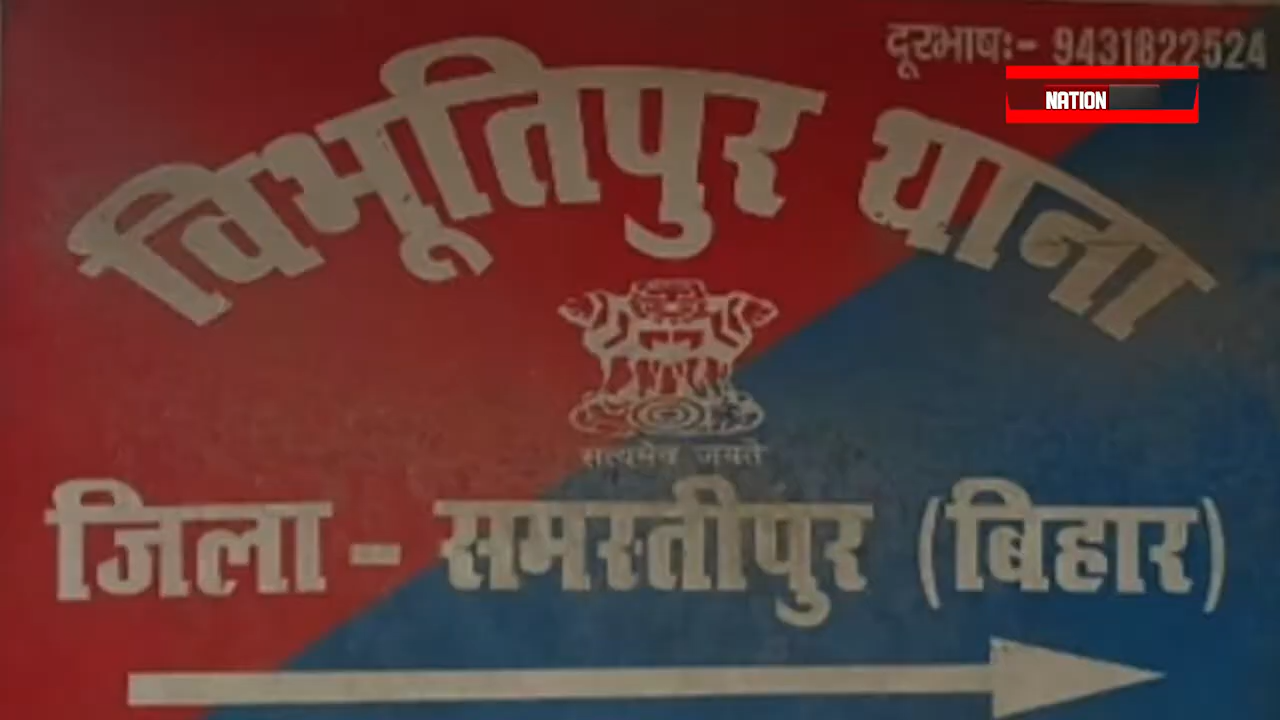 दूरभाषः- 9431822524
NATION
विभूतिपुर थाना
सत्यमेव जयते
जिला - समस्तीपुर (बिहार)